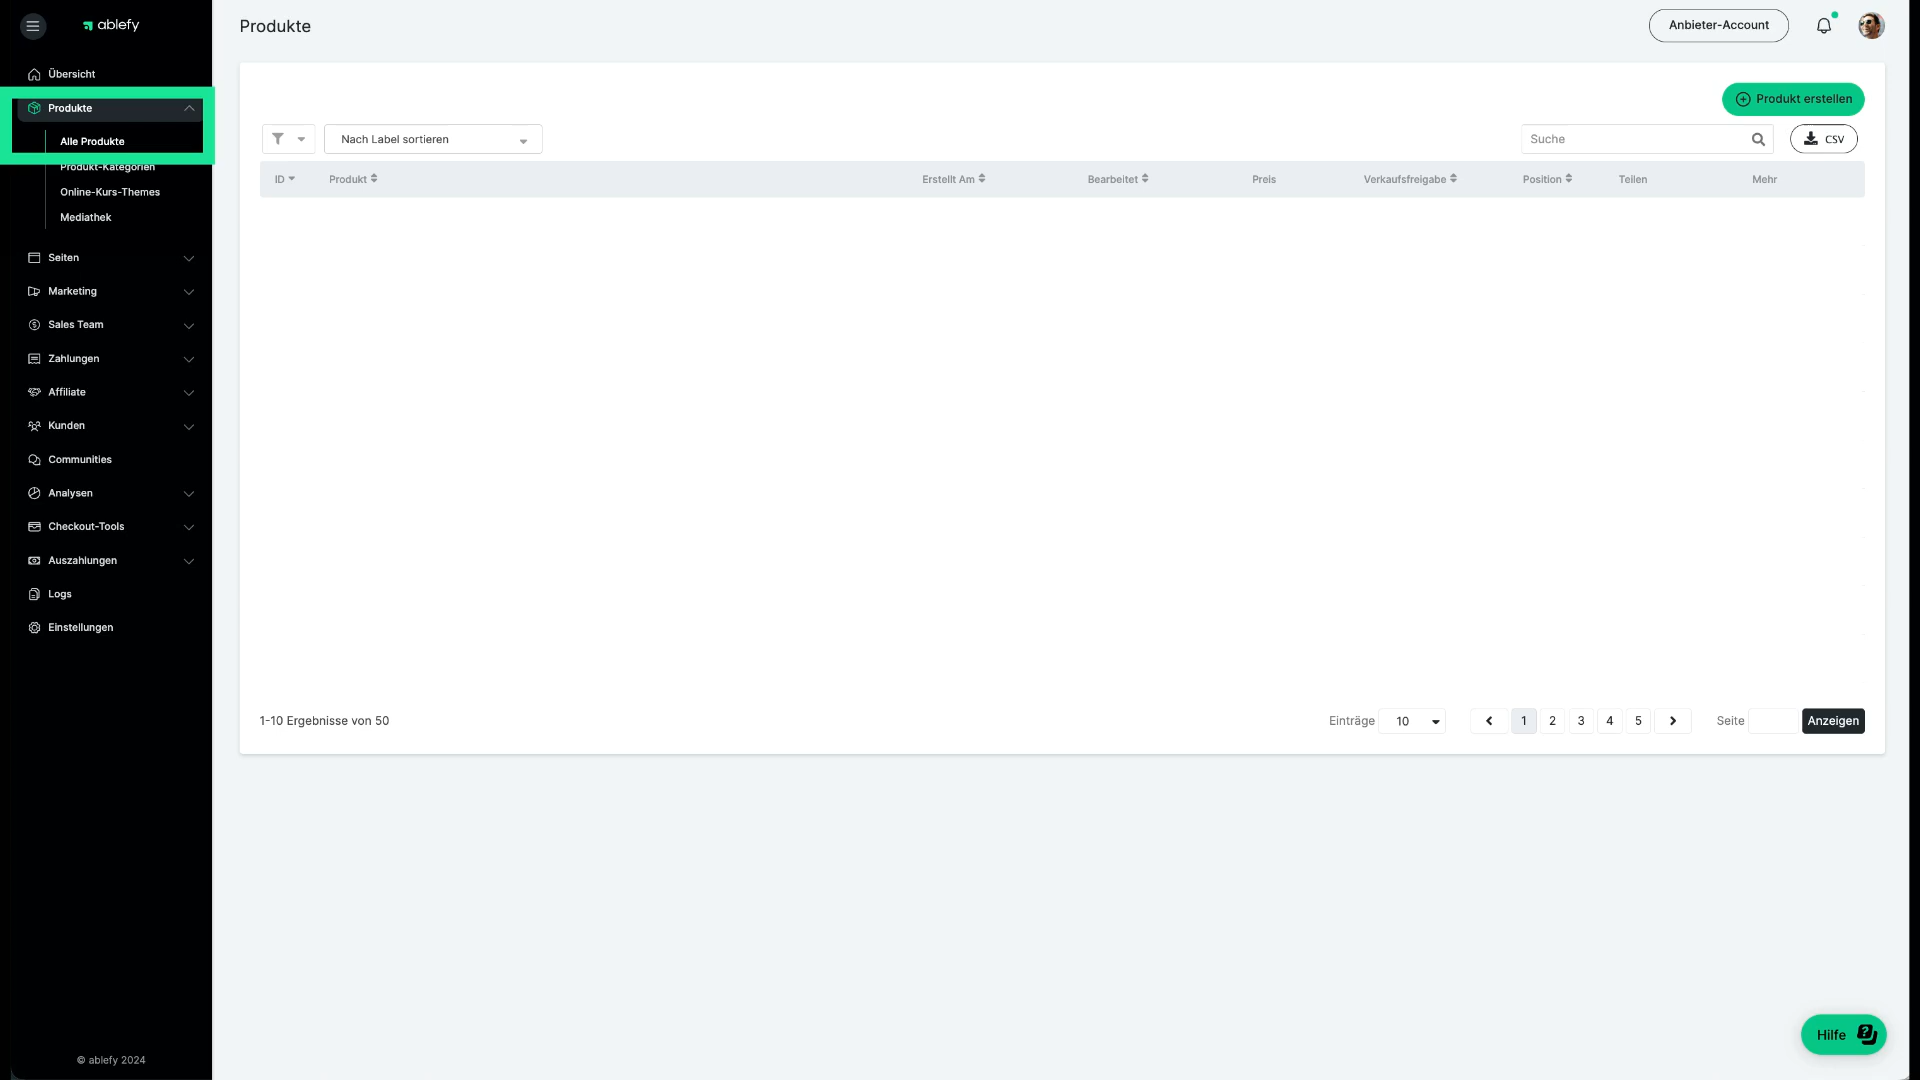 ablefy
Produkte
Anbieter-Account
Übersicht
Produkte
Alle Produkte
Produkt-Kategorien
Online-Kurs-Themes
Mediathek
Seiten
Marketing
Sales Team
Zahlungen
Affiliate
Kunden
Communities
Analysen
Checkout-Tools
Auszahlungen
Logs
Einstellungen
© ablefy 2024
Produkt erstellen
Nach Label sortieren
Suche
CSV
ID Produkt Erstellt Am Bearbeitet Preis Verkaufsfreigabe Position Teilen Mehr
1-10 Ergebnisse von 50
Einträge 10 1 2 3 4 5 Seite Anzeigen
Hilfe